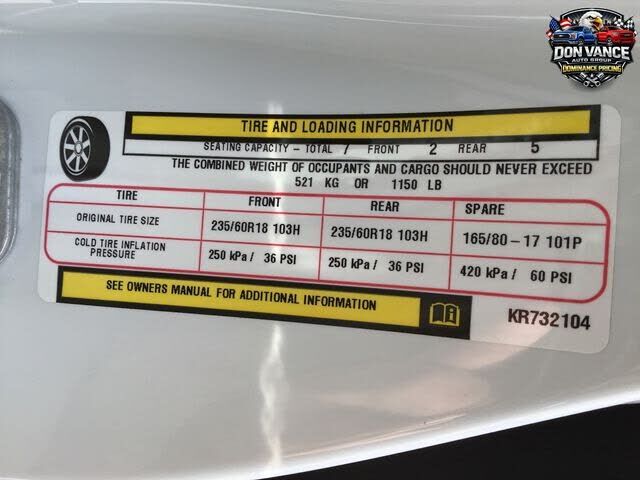 DON VANCE
AUTO GROUP
DOMINANCE PRICING
TIRE AND LOADING INFORMATION
SEATING CAPACITY - TOTAL 7 FRONT 2 REAR 5
THE COMBINED WEIGHT OF OCCUPANTS AND CARGO SHOULD NEVER EXCEED
521 KG OR 1150 LB
TIRE FRONT REAR SPARE
ORIGINAL TIRE SIZE 235/60R18 103H 235/60R18 103H 165/80-17 101P
COLD TIRE INFLATION
PRESSURE 250 kPa / 36 PSI 250 kPa / 36 PSI 420 kPa / 60 PSI
SEE OWNERS MANUAL FOR ADDITIONAL INFORMATION
KR732104